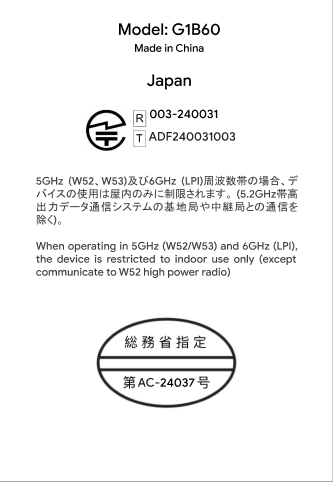 Model: G1B60
Made in China
Japan
R 003-240031
T ADF240031003
5GHz (W52、W53)及び6GHz (LPI)周波数帯の場合、デ
バイスの使用は屋内のみに制限されます。(5.2GHz帯高
出力データ通信システムの基地局や中継局との通信を
除く)。
When operating in 5GHz (W52/W53) and 6GHz (LPI),
the device is restricted to indoor use only (except
communicate to W52 high power radio)
総務省指定
第AC-24037号